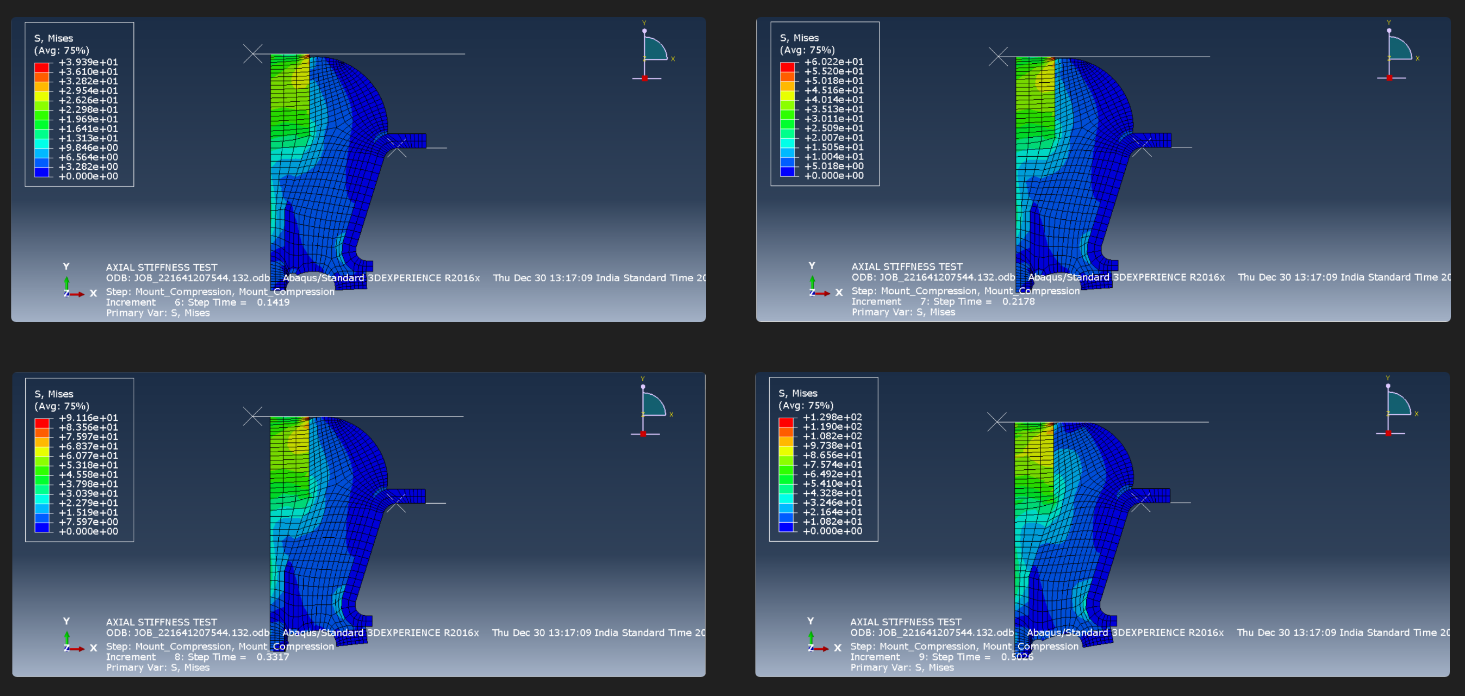 S, Mises
(Avg: 75%)
+3.939e+01
+3.610e+01
+3.282e+01
+2.954e+01
+2.626e+01
+2.298e+01
+1.969e+01
+1.641e+01
+1.313e+01
+9.846e+00
+6.564e+00
+3.282e+00
+0.000e+00
Y
X
Z
Y
Z X
AXIAL STIFFNESS TEST
ODB: JOB_221641207544.132.odb Abaqus/Standard 3DEXPERIENCE R2016x Thu Dec 30 13:17:09 India Standard Time 20
Step: Mount_Compression, Mount_Compression
Increment 6: Step Time = 0.1419
Primary Var: S, Mises
S, Mises
(Avg: 75%)
+6.022e+01
+5.520e+01
+5.018e+01
+4.516e+01
+4.014e+01
+3.513e+01
+3.011e+01
+2.509e+01
+2.007e+01
+1.505e+01
+1.004e+01
+5.018e+00
+0.000e+00
Y
X
Z
Y
Z X
AXIAL STIFFNESS TEST
ODB: JOB_221641207544.132.odb Abaqus/Standard 3DEXPERIENCE R2016x Thu Dec 30 13:17:09 India Standard Time 20
Step: Mount_Compression, Mount_Compression
Increment 7: Step Time = 0.2178
Primary Var: S, Mises
S, Mises
(Avg: 75%)
+9.116e+01
+8.356e+01
+7.597e+01
+6.837e+01
+6.077e+01
+5.318e+01
+4.558e+01
+3.798e+01
+3.039e+01
+2.279e+01
+1.519e+01
+7.597e+00
+0.000e+00
Y
X
Z
Y
Z X
AXIAL STIFFNESS TEST
ODB: JOB_221641207544.132.odb Abaqus/Standard 3DEXPERIENCE R2016x Thu Dec 30 13:17:09 India Standard Time 20
Step: Mount_Compression, Mount_Compression
Increment 8: Step Time = 0.3317
Primary Var: S, Mises
S, Mises
(Avg: 75%)
+1.298e+02
+1.190e+02
+1.082e+02
+9.738e+01
+8.656e+01
+7.574e+01
+6.492e+01
+5.410e+01
+4.328e+01
+3.246e+01
+2.164e+01
+1.082e+01
+0.000e+00
Y
X
Z
Y
Z X
AXIAL STIFFNESS TEST
ODB: JOB_221641207544.132.odb Abaqus/Standard 3DEXPERIENCE R2016x Thu Dec 30 13:17:09 India Standard Time 20
Step: Mount_Compression, Mount_Compression
Increment 9: Step Time = 0.5026
Primary Var: S, Mises